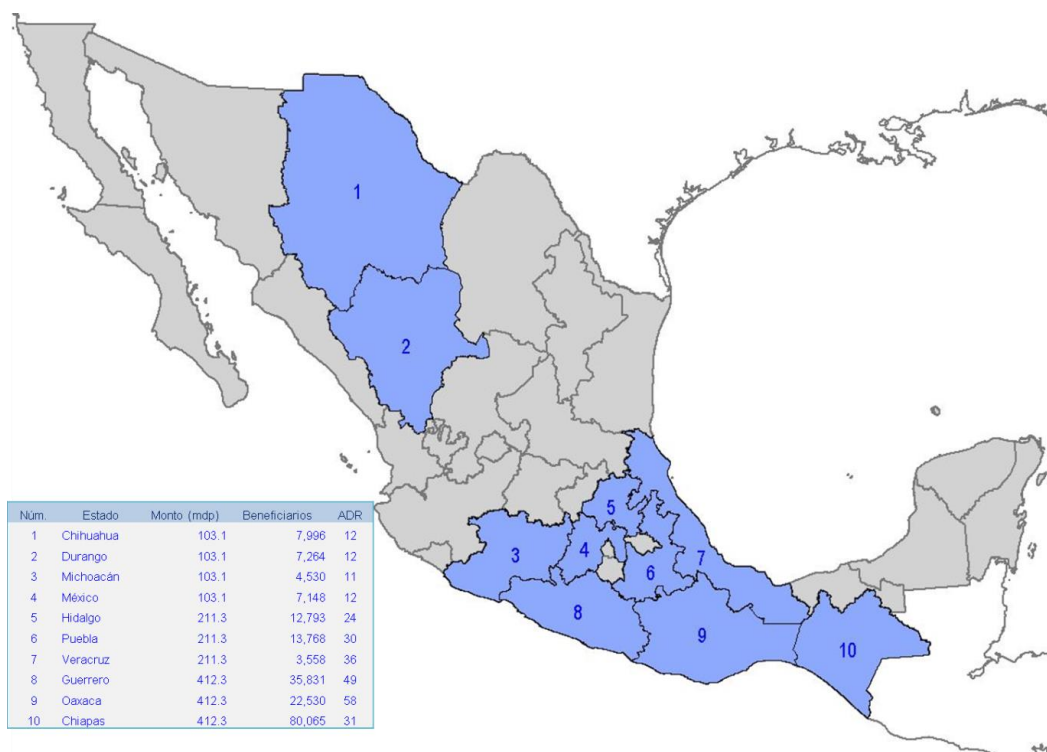 1
2
3
4
5
6
7
8
9
10
Núm. Estado Monto (mdp) Beneficiarios ADR
1 Chihuahua 103.1 7,996 12
2 Durango 103.1 7,264 12
3 Michoacán 103.1 4,530 11
4 México 103.1 7,148 12
5 Hidalgo 211.3 12,793 24
6 Puebla 211.3 13,768 30
7 Veracruz 211.3 3,558 36
8 Guerrero 412.3 35,831 49
9 Oaxaca 412.3 22,530 58
10 Chiapas 412.3 80,065 31